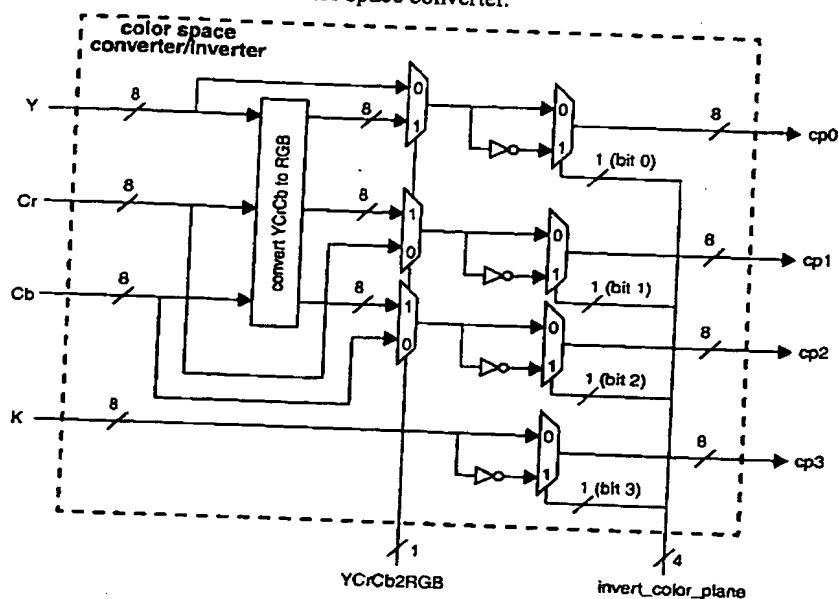 space converter.
color space
converter/inverter
Y
8
8
0
1
0
1
8
cp0
1 (bit 0)
convert YCrCb to RGB
Cr
8
8
1
0
0
1
8
cp1
1 (bit 1)
Cb
8
8
1
0
0
1
8
cp2
1 (bit 2)
K
8
0
1
8
cp3
1 (bit 3)
1
YCrCb2RGB
4
invert_color_plane